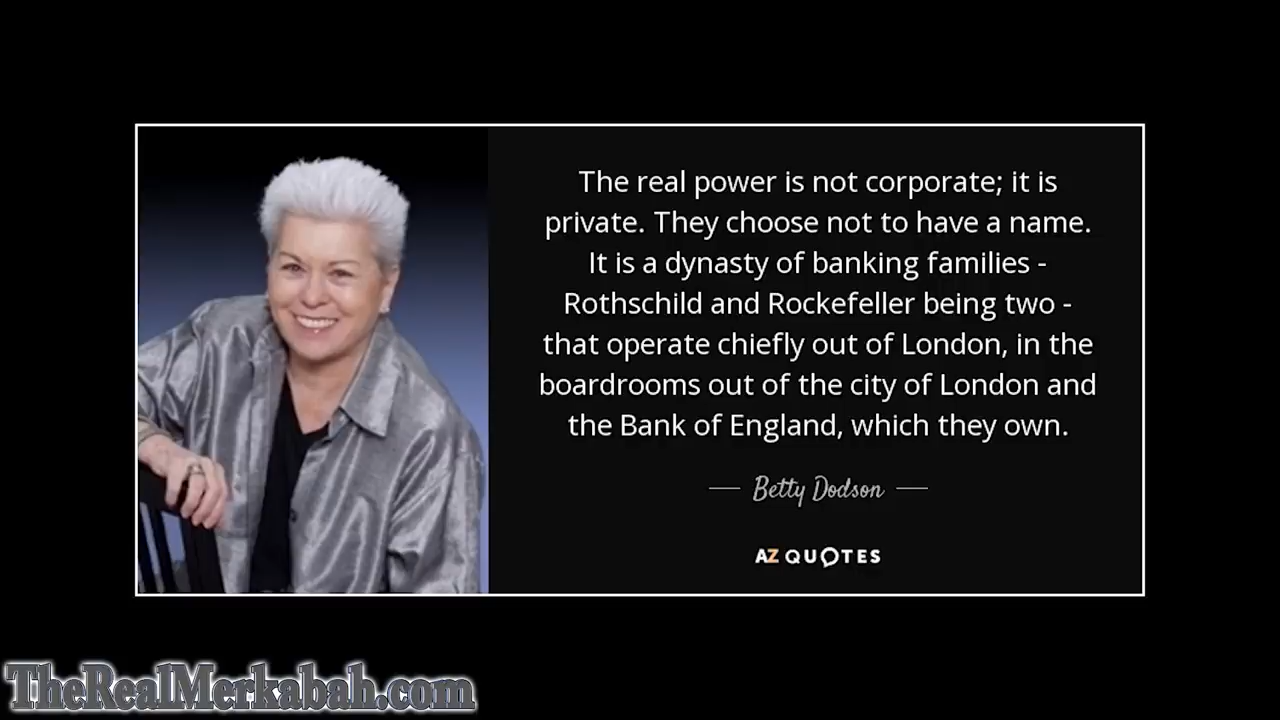 The real power is not corporate; it is
private. They choose not to have a name.
It is a dynasty of banking families -
Rothschild and Rockefeller being two -
that operate chiefly out of London, in the
boardrooms out of the city of London and
the Bank of England, which they own.
Betty Dodson
AZ QUOTES
TheRealMerkabah.com